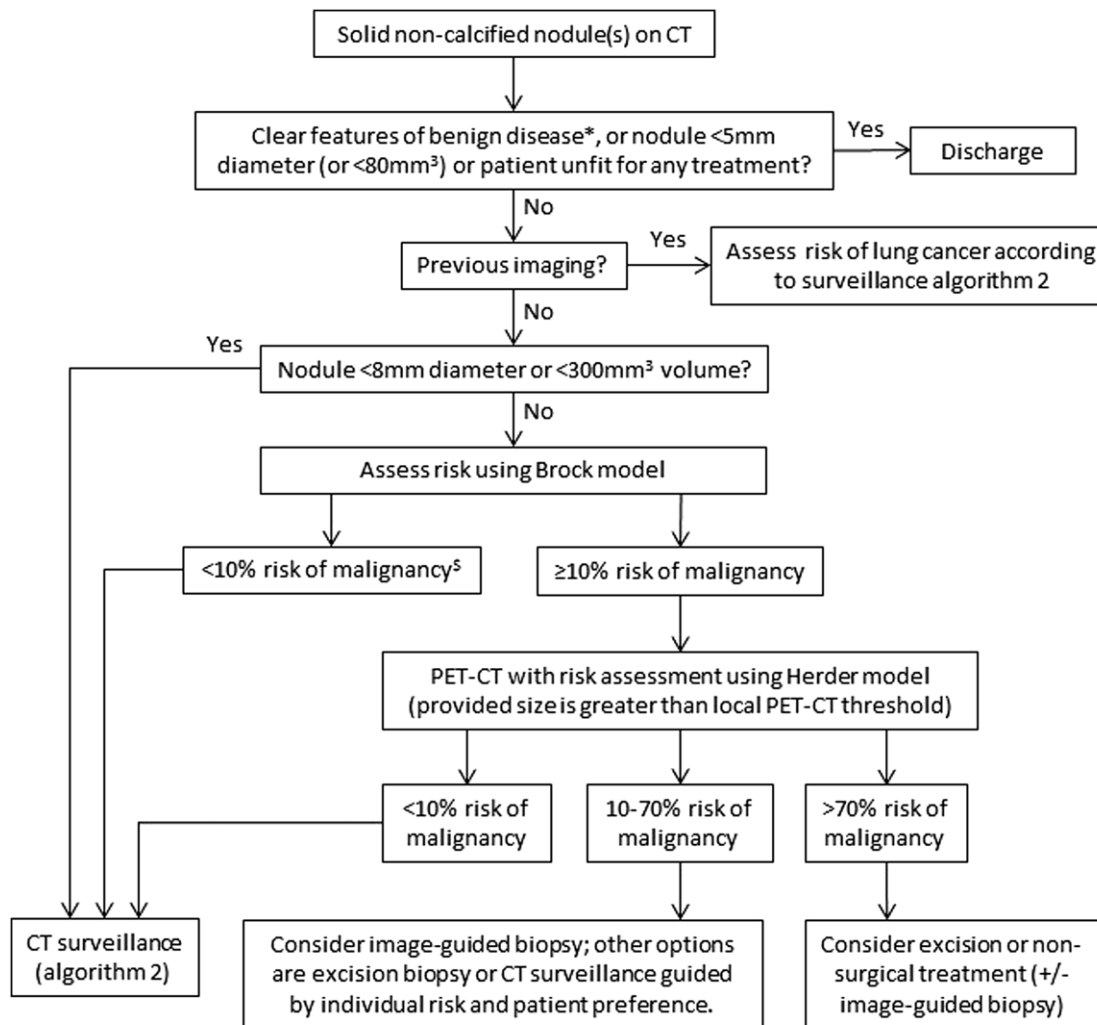 Solid non-calcified nodule(s) on CT
Clear features of benign disease*, or nodule <5mm
diameter (or <80mm³) or patient unfit for any treatment?
Yes
Discharge
No
Previous imaging?
Yes
Assess risk of lung cancer according
to surveillance algorithm 2
No
Yes
Nodule <8mm diameter or <300mm³ volume?
No
Assess risk using Brock model
<10% risk of malignancy$
≥10% risk of malignancy
PET-CT with risk assessment using Herder model
(provided size is greater than local PET-CT threshold)
<10% risk of
malignancy
10-70% risk of
malignancy
>70% risk of
malignancy
CT surveillance
(algorithm 2)
Consider image-guided biopsy; other options
are excision biopsy or CT surveillance guided
by individual risk and patient preference.
Consider excision or non-
surgical treatment (+/-
image-guided biopsy)